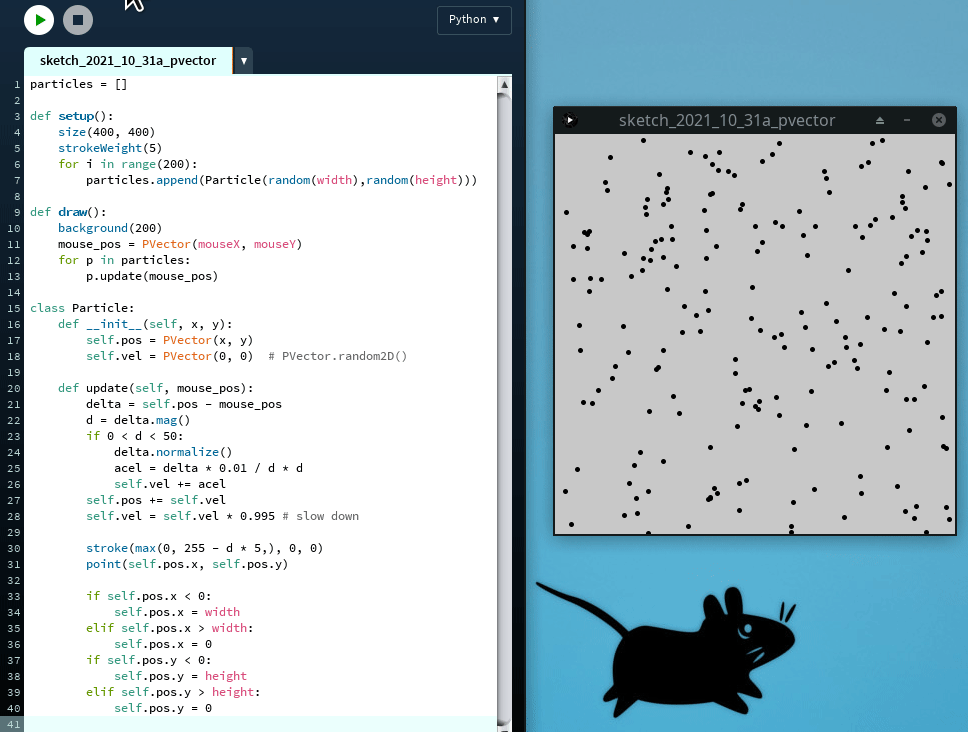 Python ▼
sketch_2021_10_31a_pvector ▼
1 particles = []
2
3 def setup():
4     size(400, 400)
5     strokeWeight(5)
6     for i in range(200):
7         particles.append(Particle(random(width),random(height)))
8
9 def draw():
10     background(200)
11     mouse_pos = PVector(mouseX, mouseY)
12     for p in particles:
13         p.update(mouse_pos)
14
15 class Particle:
16     def __init__(self, x, y):
17         self.pos = PVector(x, y)
18         self.vel = PVector(0, 0)  # PVector.random2D()
19
20     def update(self, mouse_pos):
21         delta = self.pos - mouse_pos
22         d = delta.mag()
23         if 0 < d < 50:
24             delta.normalize()
25             acel = delta * 0.01 / d * d
26             self.vel += acel
27         self.pos += self.vel
28         self.vel = self.vel * 0.995 # slow down
29
30         stroke(max(0, 255 - d * 5,), 0, 0)
31         point(self.pos.x, self.pos.y)
32
33         if self.pos.x < 0:
34             self.pos.x = width
35         elif self.pos.x > width:
36             self.pos.x = 0
37         if self.pos.y < 0:
38             self.pos.y = height
39         elif self.pos.y > height:
40             self.pos.y = 0
41
sketch_2021_10_31a_pvector